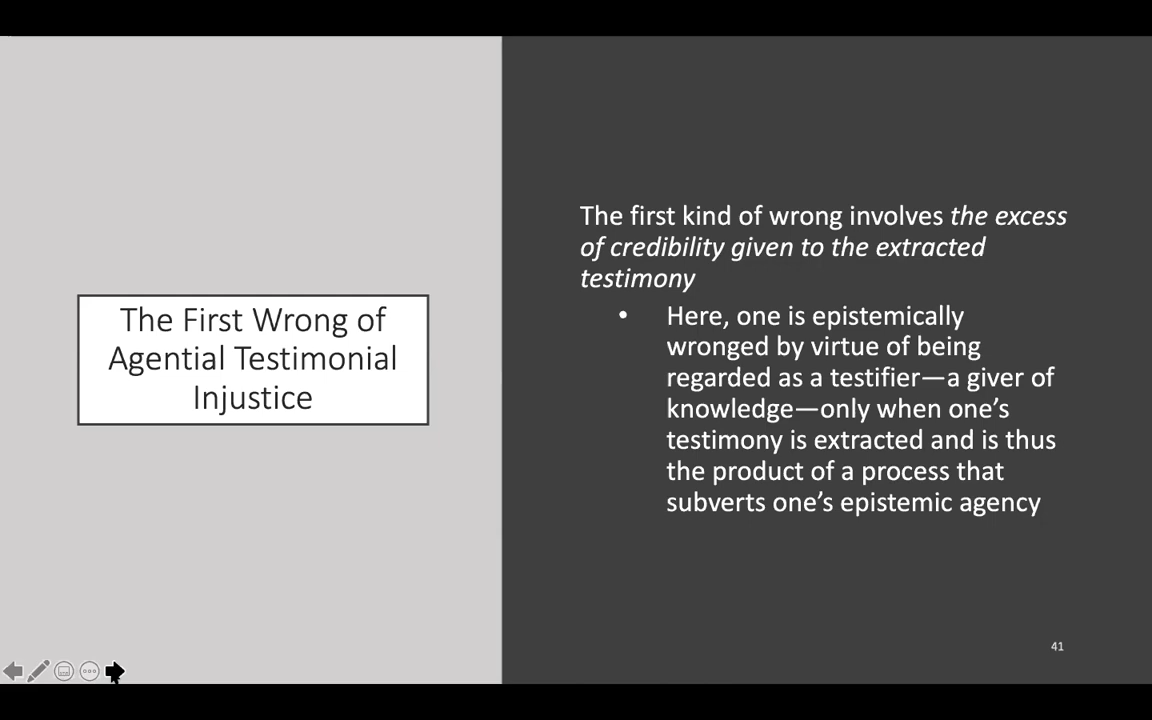 The First Wrong of
Agential Testimonial
Injustice
The first kind of wrong involves the excess
of credibility given to the extracted
testimony
• Here, one is epistemically
wronged by virtue of being
regarded as a testifier—a giver of
knowledge—only when one’s
testimony is extracted and is thus
the product of a process that
subverts one’s epistemic agency
41